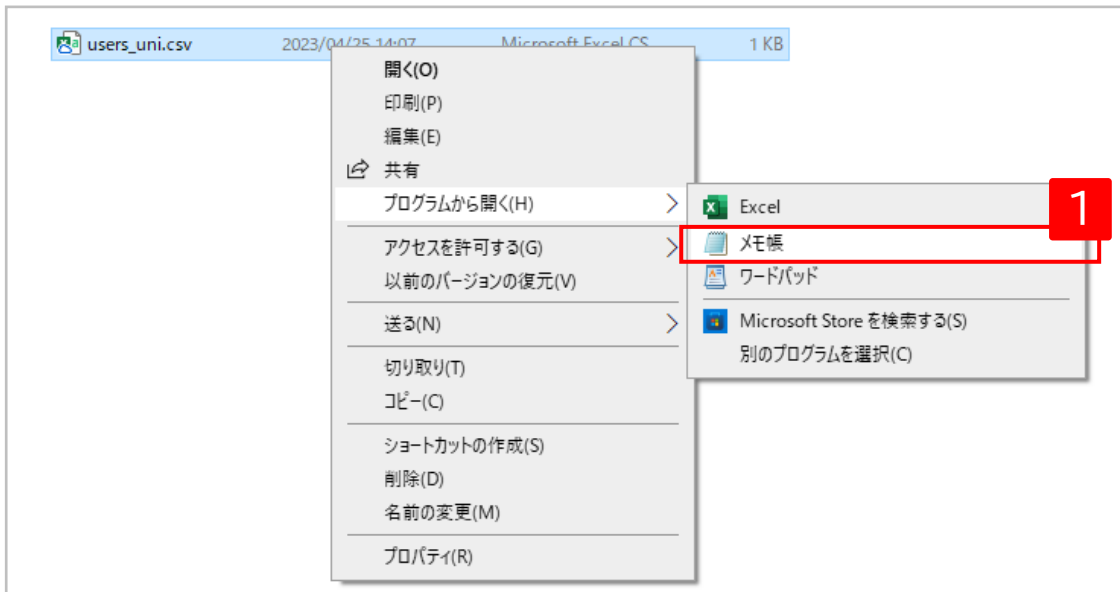 users_uni.csv 2023/04/25 14:07 Microsoft Excel CS 1 KB
開く(O)
印刷(P)
編集(E)
共有
プログラムから開く(H)
アクセスを許可する(G)
以前のバージョンの復元(V)
送る(N)
切り取り(T)
コピー(C)
ショートカットの作成(S)
削除(D)
名前の変更(M)
プロパティ(R)
Excel
1
メモ帳
ワードパッド
Microsoft Store を検索する(S)
別のプログラムを選択(C)